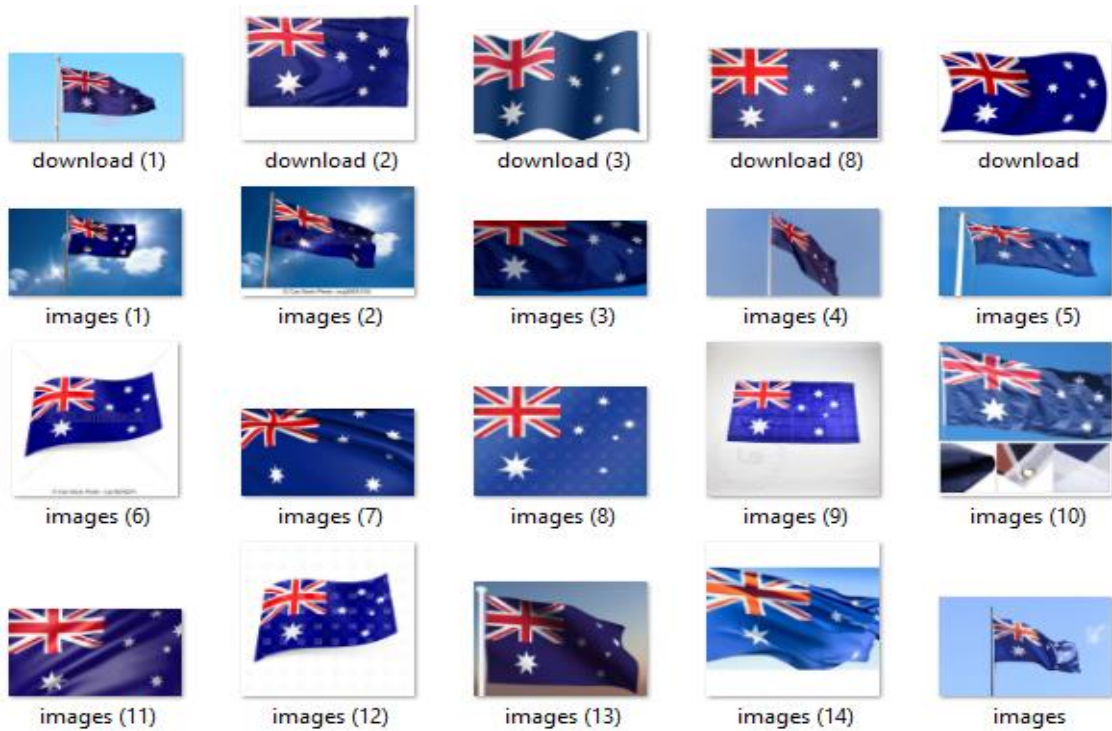 download (1)
download (2)
download (3)
download (8)
download
images (1)
images (2)
images (3)
images (4)
images (5)
images (6)
images (7)
images (8)
images (9)
images (10)
images (11)
images (12)
images (13)
images (14)
images